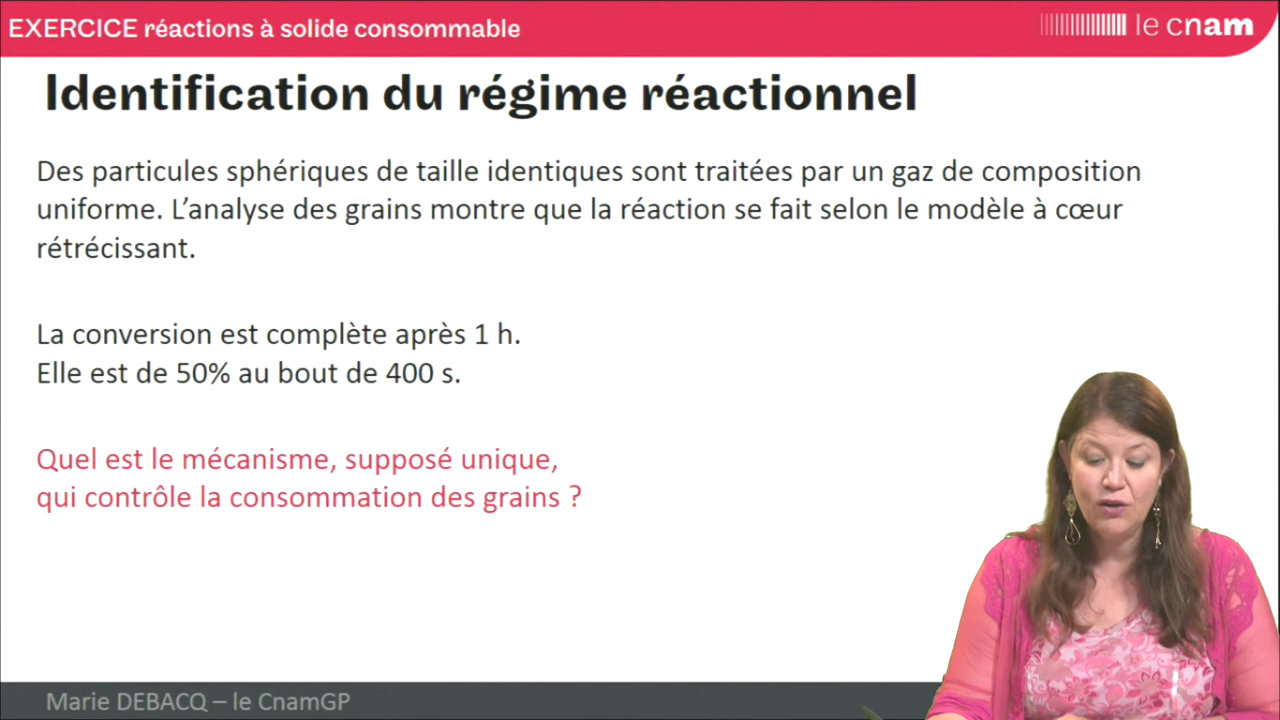 EXERCICE réactions à solide consommable
le cnam
Identification du régime réactionnel
Des particules sphériques de taille identiques sont traitées par un gaz de composition
uniforme. L’analyse des grains montre que la réaction se fait selon le modèle à cœur
rétrécissant.
La conversion est complète après 1 h.
Elle est de 50% au bout de 400 s.
Quel est le mécanisme, supposé unique,
qui contrôle la consommation des grains ?
Marie DEBACQ – le CnamGP